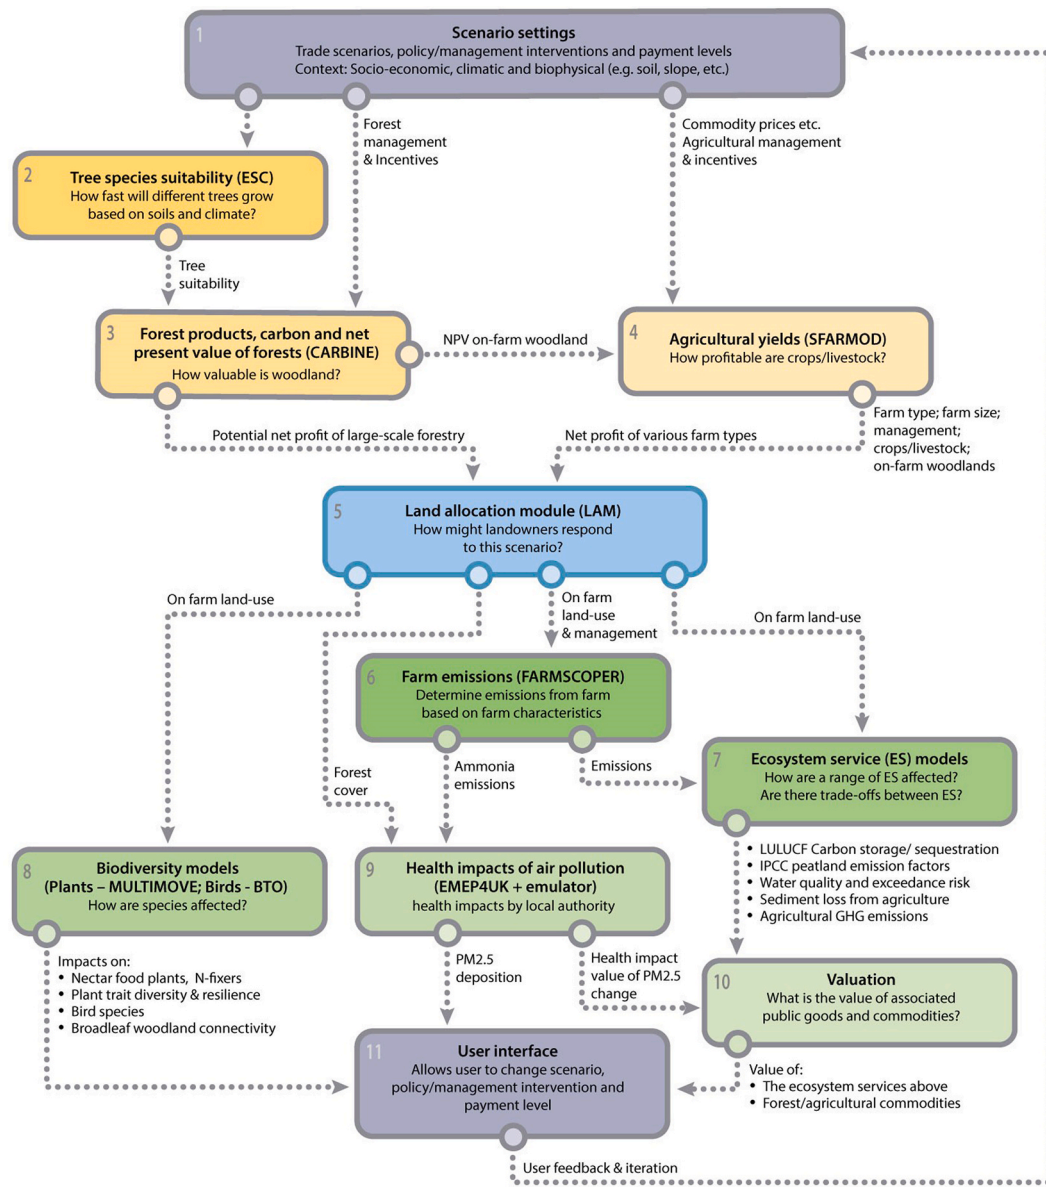 1
Scenario settings
Trade scenarios, policy/management interventions and payment levels
Context: Socio-economic, climatic and biophysical (e.g. soil, slope, etc.)
Forest
management
& Incentives
Commodity prices etc.
Agricultural management
& incentives
2
Tree species suitability (ESC)
How fast will different trees grow
based on soils and climate?
Tree
suitability
3
Forest products, carbon and net
present value of forests (CARBINE)
How valuable is woodland?
NPV on-farm woodland
4
Agricultural yields (SFARMOD)
How profitable are crops/livestock?
Farm type; farm size;
management;
crops/livestock;
on-farm woodlands
Potential net profit of large-scale forestry
Net profit of various farm types
5
Land allocation module (LAM)
How might landowners respond
to this scenario?
On farm land-use
On farm
land-use
& management
On farm land-use
6
Farm emissions (FARMSCOPER)
Determine emissions from farm
based on farm characteristics
Forest
cover
Ammonia
emissions
Emissions
7
Ecosystem service (ES) models
How are a range of ES affected?
Are there trade-offs between ES?
• LULUCF Carbon storage/ sequestration
• IPCC peatland emission factors
• Water quality and exceedance risk
• Sediment loss from agriculture
• Agricultural GHG emissions
8
Biodiversity models
(Plants – MULTIMOVE; Birds - BTO)
How are species affected?
9
Health impacts of air pollution
(EMEP4UK + emulator)
health impacts by local authority
Impacts on:
• Nectar food plants, N-fixers
• Plant trait diversity & resilience
• Bird species
• Broadleaf woodland connectivity
PM2.5
deposition
Health impact
value of PM2.5
change
10
Valuation
What is the value of associated
public goods and commodities?
Value of:
• The ecosystem services above
• Forest/agricultural commodities
11
User interface
Allows user to change scenario,
policy/management intervention and
payment level
User feedback & iteration